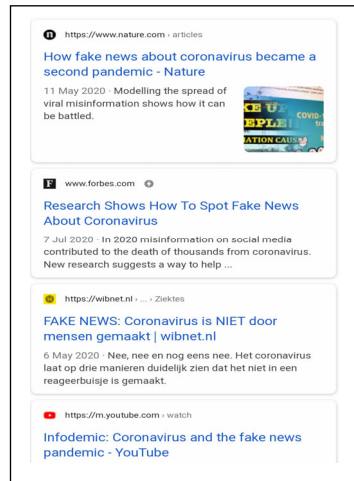 https://www.nature.com › articles
How fake news about coronavirus became a
second pandemic - Nature
11 May 2020 · Modelling the spread of
viral misinformation shows how it can
be battled.
KE UP
EPLE
COVID-
ATION CAUS
www.forbes.com
Research Shows How To Spot Fake News
About Coronavirus
7 Jul 2020 · In 2020 misinformation on social media
contributed to the death of thousands from coronavirus.
New research suggests a way to help ...
https://wibnet.nl › ... › Ziektes
FAKE NEWS: Coronavirus is NIET door
mensen gemaakt | wibnet.nl
6 May 2020 · Nee, nee en nog eens nee. Het coronavirus
laat op drie manieren duidelijk zien dat het niet in een
reageerbuisje is gemaakt.
https://m.youtube.com › watch
Infodemic: Coronavirus and the fake news
pandemic - YouTube